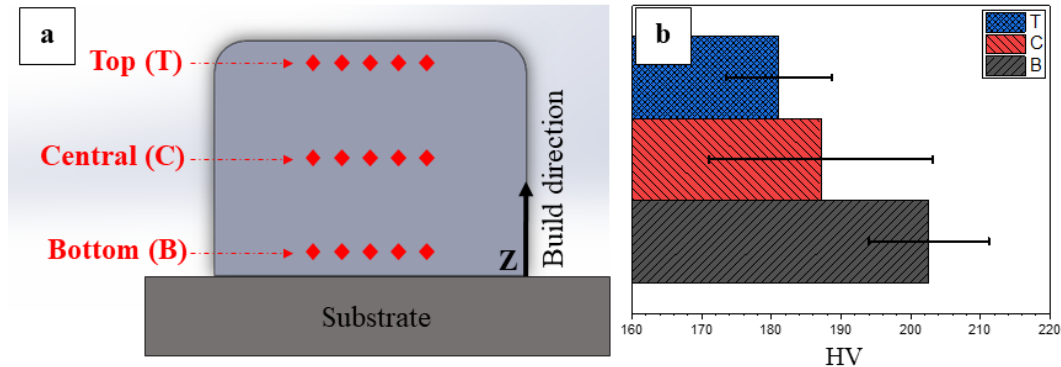 a
Top (T)
Central (C)
Bottom (B)
Z
Build direction
Substrate
b
T
C
B
160 170 180 190 200 210 220
HV